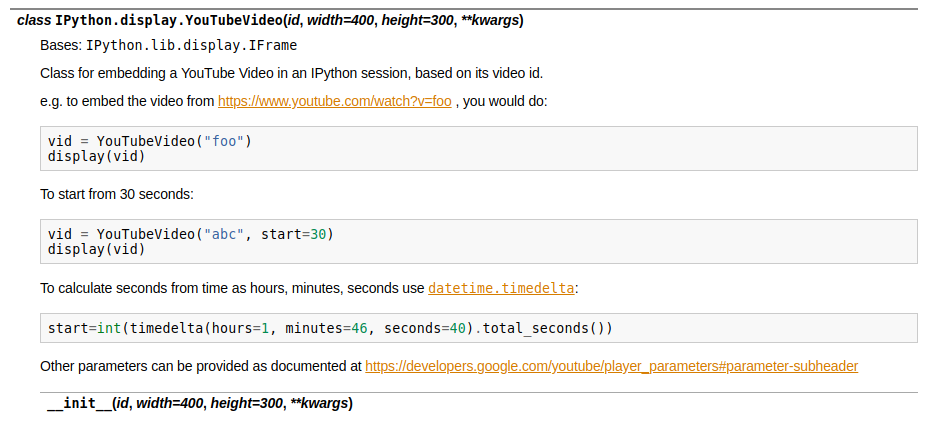 class IPython.display.YouTubeVideo(id, width=400, height=300, **kwargs)
Bases: IPython.lib.display.IFrame
Class for embedding a YouTube Video in an IPython session, based on its video id.
e.g. to embed the video from https://www.youtube.com/watch?v=foo , you would do:
vid = YouTubeVideo("foo")
display(vid)
To start from 30 seconds:
vid = YouTubeVideo("abc", start=30)
display(vid)
To calculate seconds from time as hours, minutes, seconds use datetime.timedelta:
start=int(timedelta(hours=1, minutes=46, seconds=40).total_seconds())
Other parameters can be provided as documented at https://developers.google.com/youtube/player_parameters#parameter-subheader
__init__(id, width=400, height=300, **kwargs)